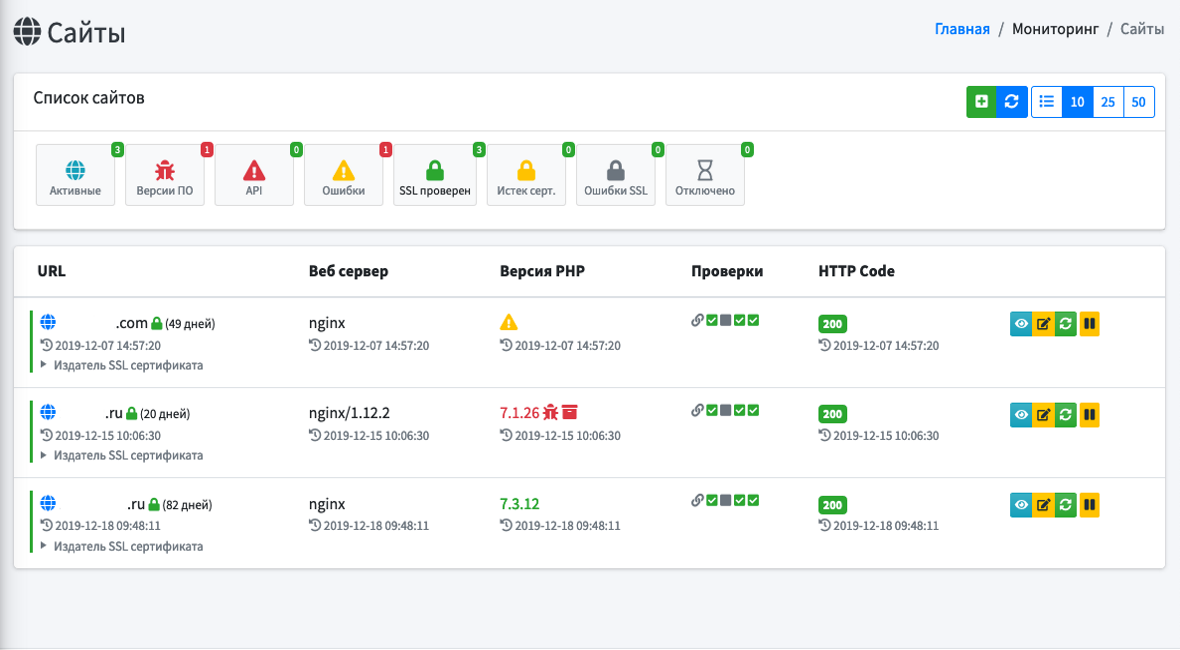 Сайты
Главная / Мониторинг / Сайты
Список сайтов
10 25 50
3 1 0 1 3 0 0 0
Активные Версии ПО API Ошибки SSL проверен Истек серт. Ошибки SSL Отключено
URL Веб сервер Версия PHP Проверки HTTP Code
.com (49 дней) nginx 200
2019-12-07 14:57:20 2019-12-07 14:57:20 2019-12-07 14:57:20 2019-12-07 14:57:20
Издатель SSL сертификата
.ru (20 дней) nginx/1.12.2 7.1.26 200
2019-12-15 10:06:30 2019-12-15 10:06:30 2019-12-15 10:06:30 2019-12-15 10:06:30
Издатель SSL сертификата
.ru (82 дней) nginx 7.3.12 200
2019-12-18 09:48:11 2019-12-18 09:48:11 2019-12-18 09:48:11 2019-12-18 09:48:11
Издатель SSL сертификата